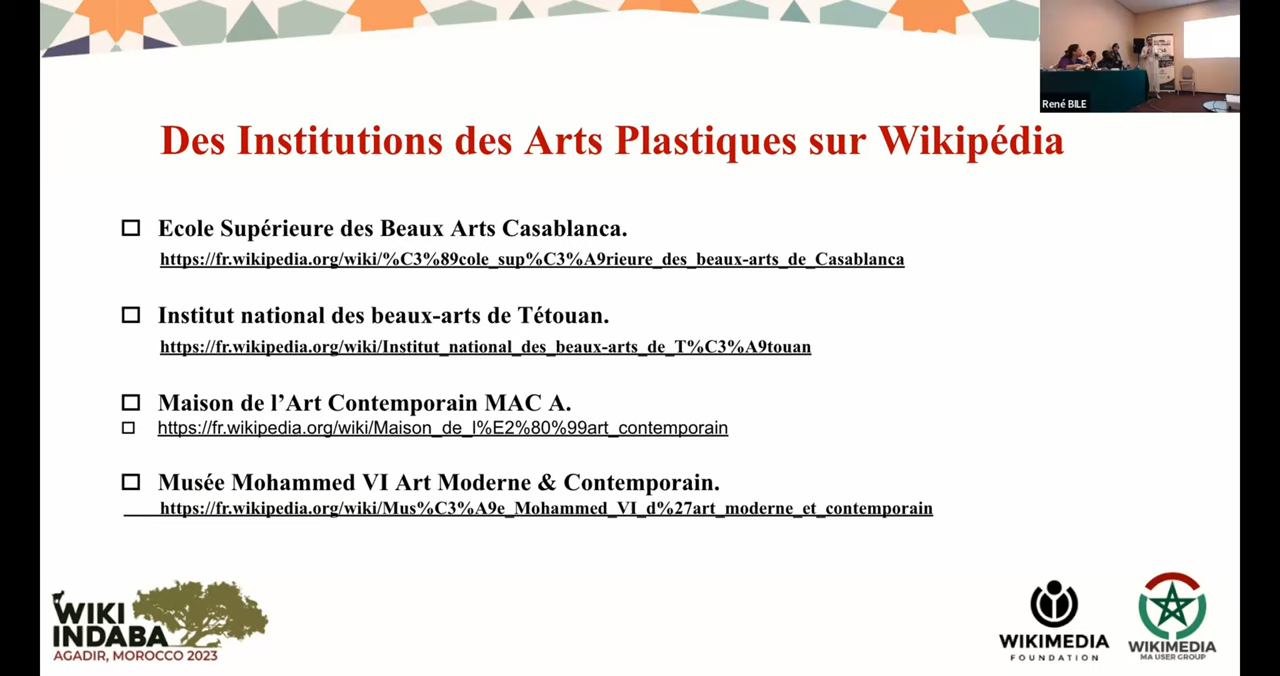 René BILE
Des Institutions des Arts Plastiques sur Wikipédia
Ecole Supérieure des Beaux Arts Casablanca.
https://fr.wikipedia.org/wiki/%C3%89cole_sup%C3%A9rieure_des_beaux-arts_de_Casablanca
Institut national des beaux-arts de Tétouan.
https://fr.wikipedia.org/wiki/Institut_national_des_beaux-arts_de_T%C3%A9touan
Maison de l’Art Contemporain MAC A.
https://fr.wikipedia.org/wiki/Maison_de_l%E2%80%99art_contemporain
Musée Mohammed VI Art Moderne & Contemporain.
https://fr.wikipedia.org/wiki/Mus%C3%A9e_Mohammed_VI_d%27art_moderne_et_contemporain
WIKI
INDABA
AGADIR, MOROCCO 2023
WIKIMEDIA
FOUNDATION
WIKIMEDIA
MA USER GROUP